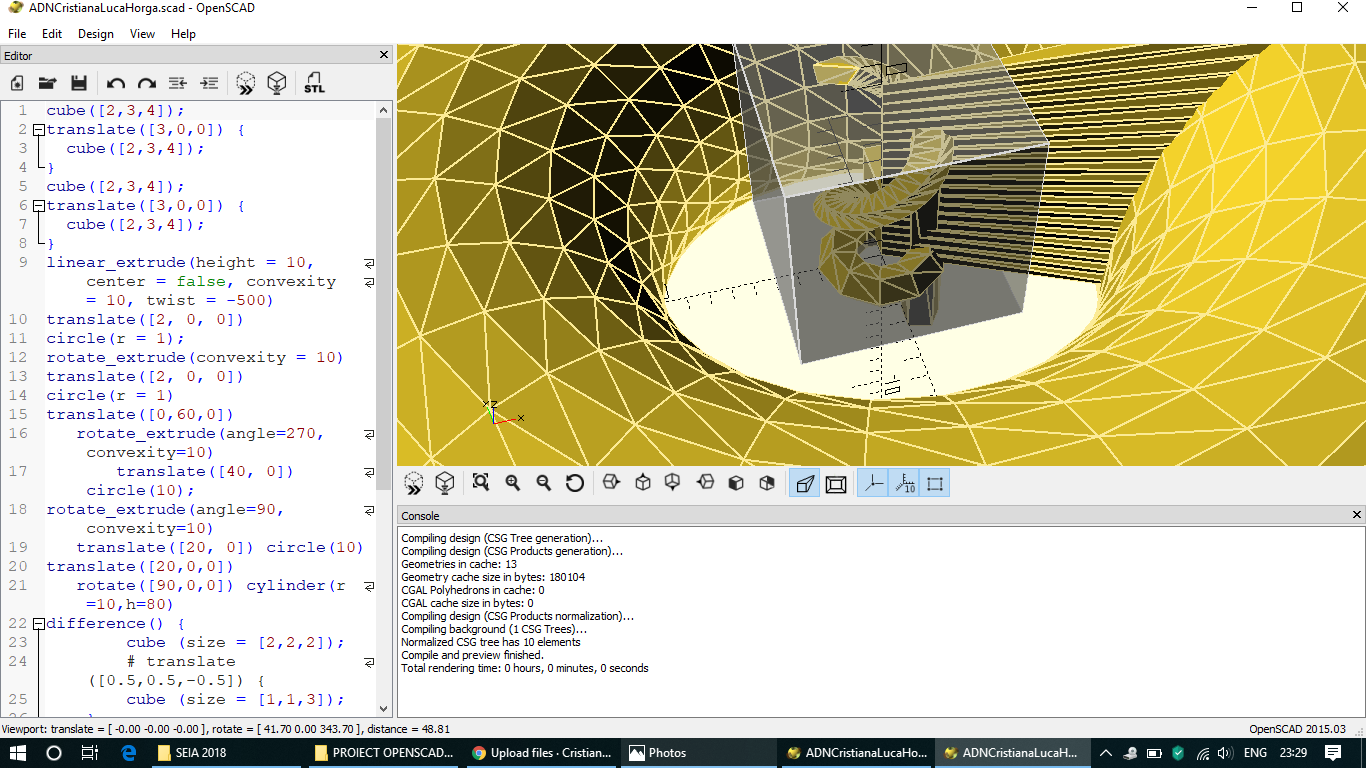 ADNCristianaLucaHorga.scad - OpenSCAD
File Edit Design View Help
Editor
STL
1 cube([2,3,4]);
2 translate([3,0,0]) {
3 cube([2,3,4]);
4 }
5 cube([2,3,4]);
6 translate([3,0,0]) {
7 cube([2,3,4]);
8 }
9 linear_extrude(height = 10,
center = false, convexity
= 10, twist = -500)
10 translate([2, 0, 0])
11 circle(r = 1);
12 rotate_extrude(convexity = 10)
13 translate([2, 0, 0])
14 circle(r = 1)
15 translate([0,60,0])
16 rotate_extrude(angle=270,
convexity=10)
17 translate([40, 0])
circle(10);
18 rotate_extrude(angle=90,
convexity=10)
19 translate([20, 0]) circle(10)
20 translate([20,0,0])
21 rotate([90,0,0]) cylinder(r
=10,h=80)
22 difference() {
23 cube (size = [2,2,2]);
24 # translate
([0.5,0.5,-0.5]) {
25 cube (size = [1,1,3]);
26 }
Z
x
10
Console
Compiling design (CSG Tree generation)...
Compiling design (CSG Products generation)...
Geometries in cache: 13
Geometry cache size in bytes: 180104
CGAL Polyhedrons in cache: 0
CGAL cache size in bytes: 0
Compiling design (CSG Products normalization)...
Compiling background (1 CSG Trees)...
Normalized CSG tree has 10 elements
Compile and preview finished.
Total rendering time: 0 hours, 0 minutes, 0 seconds
Viewport: translate = [ -0.00 -0.00 -0.00 ], rotate = [ 41.70 0.00 343.70 ], distance = 48.81
OpenSCAD 2015.03
SEIA 2018
PROIECT OPENSCAD...
Upload files · Cristian...
Photos
ADNCristianaLucaHo...
ADNCristianaLucaH...
ENG
23:29